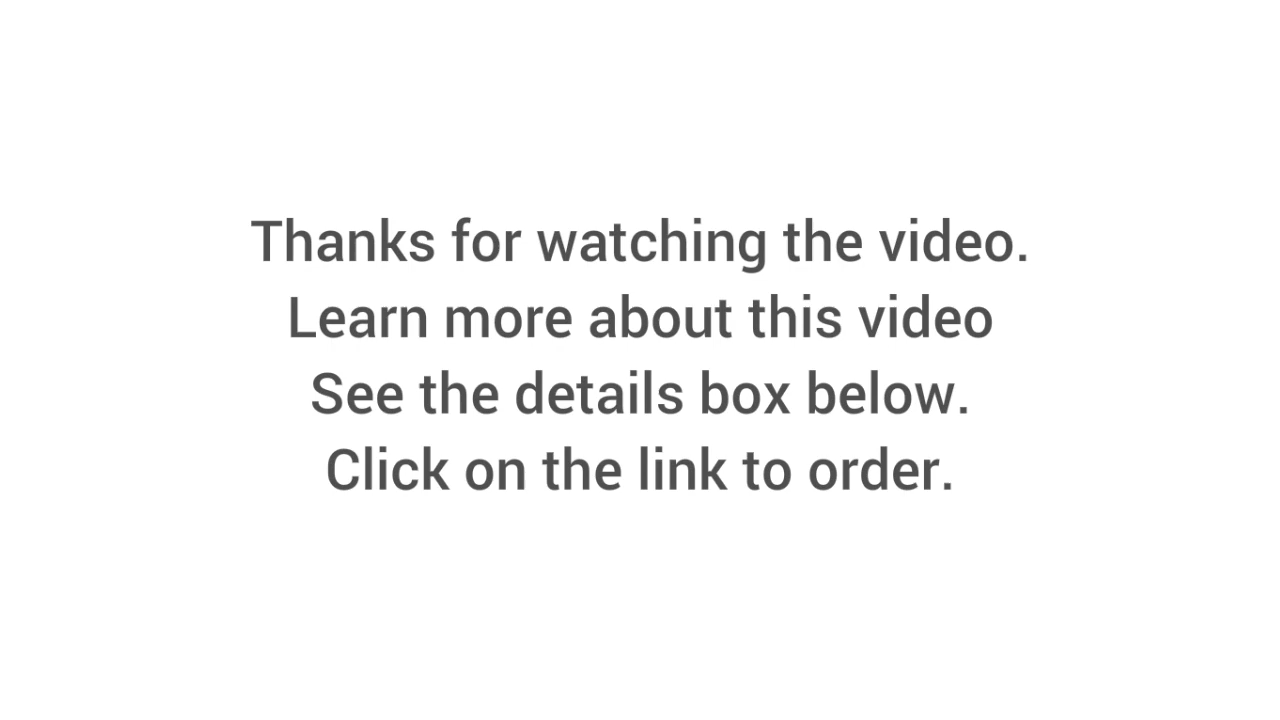 Thanks for watching the video.
Learn more about this video
See the details box below.
Click on the link to order.